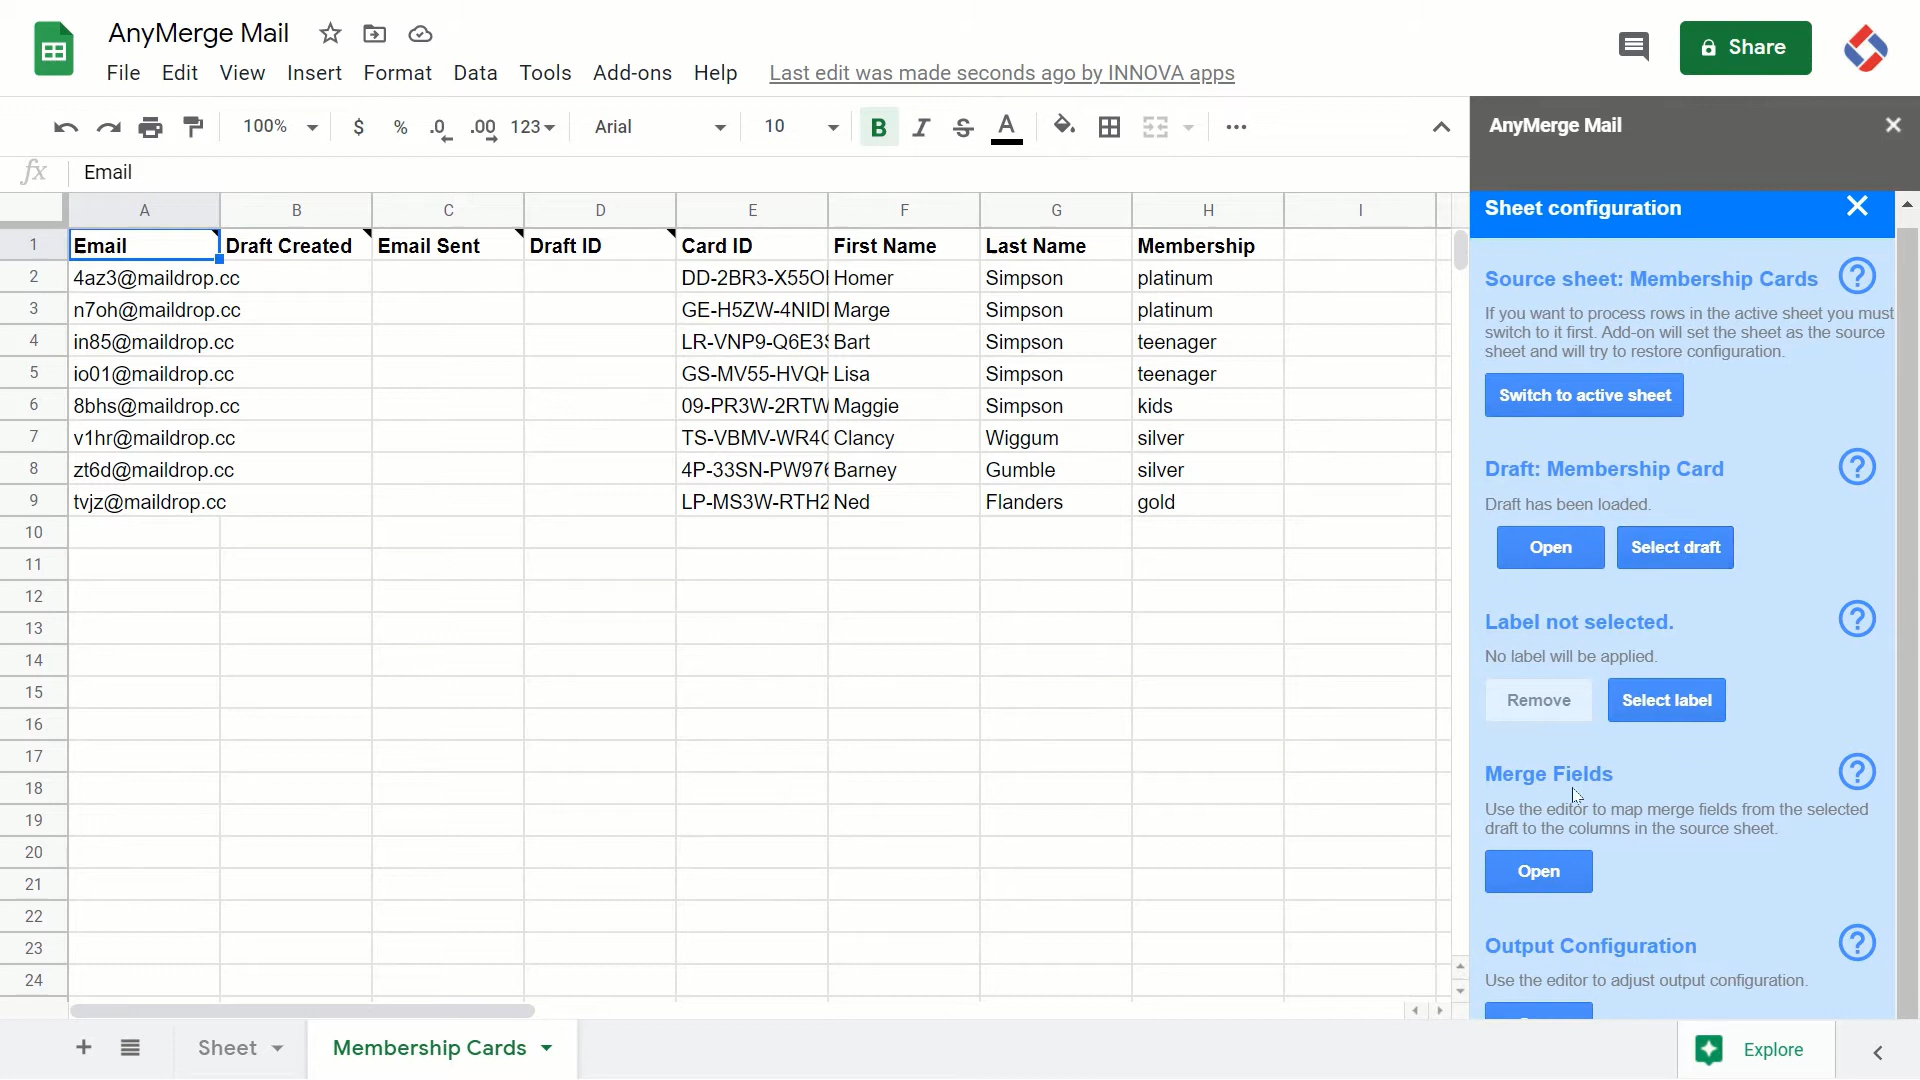 AnyMerge Mail
File Edit View Insert Format Data Tools Add-ons Help Last edit was made seconds ago by INNOVA apps
Share
100% $ % .0 .00 123 Arial 10 B I S A
fx Email
A B C D E F G H I
1 Email Draft Created Email Sent Draft ID Card ID First Name Last Name Membership
2 4az3@maildrop.cc DD-2BR3-X55O Homer Simpson platinum
3 n7oh@maildrop.cc GE-H5ZW-4NID Marge Simpson platinum
4 in85@maildrop.cc LR-VNP9-Q6E3 Bart Simpson teenager
5 io01@maildrop.cc GS-MV55-HVQ Lisa Simpson teenager
6 8bhs@maildrop.cc 09-PR3W-2RTW Maggie Simpson kids
7 v1hr@maildrop.cc TS-VBMV-WR4 Clancy Wiggum silver
8 zt6d@maildrop.cc 4P-33SN-PW97 Barney Gumble silver
9 tvjz@maildrop.cc LP-MS3W-RTH2 Ned Flanders gold
10
11
12
13
14
15
16
17
18
19
20
21
22
23
24
AnyMerge Mail
Sheet configuration
Source sheet: Membership Cards ?
If you want to process rows in the active sheet you must
switch to it first. Add-on will set the sheet as the source
sheet and will try to restore configuration.
Switch to active sheet
Draft: Membership Card ?
Draft has been loaded.
Open Select draft
Label not selected. ?
No label will be applied.
Remove Select label
Merge Fields ?
Use the editor to map merge fields from the selected
draft to the columns in the source sheet.
Open
Output Configuration ?
Use the editor to adjust output configuration.
Sheet Membership Cards Explore